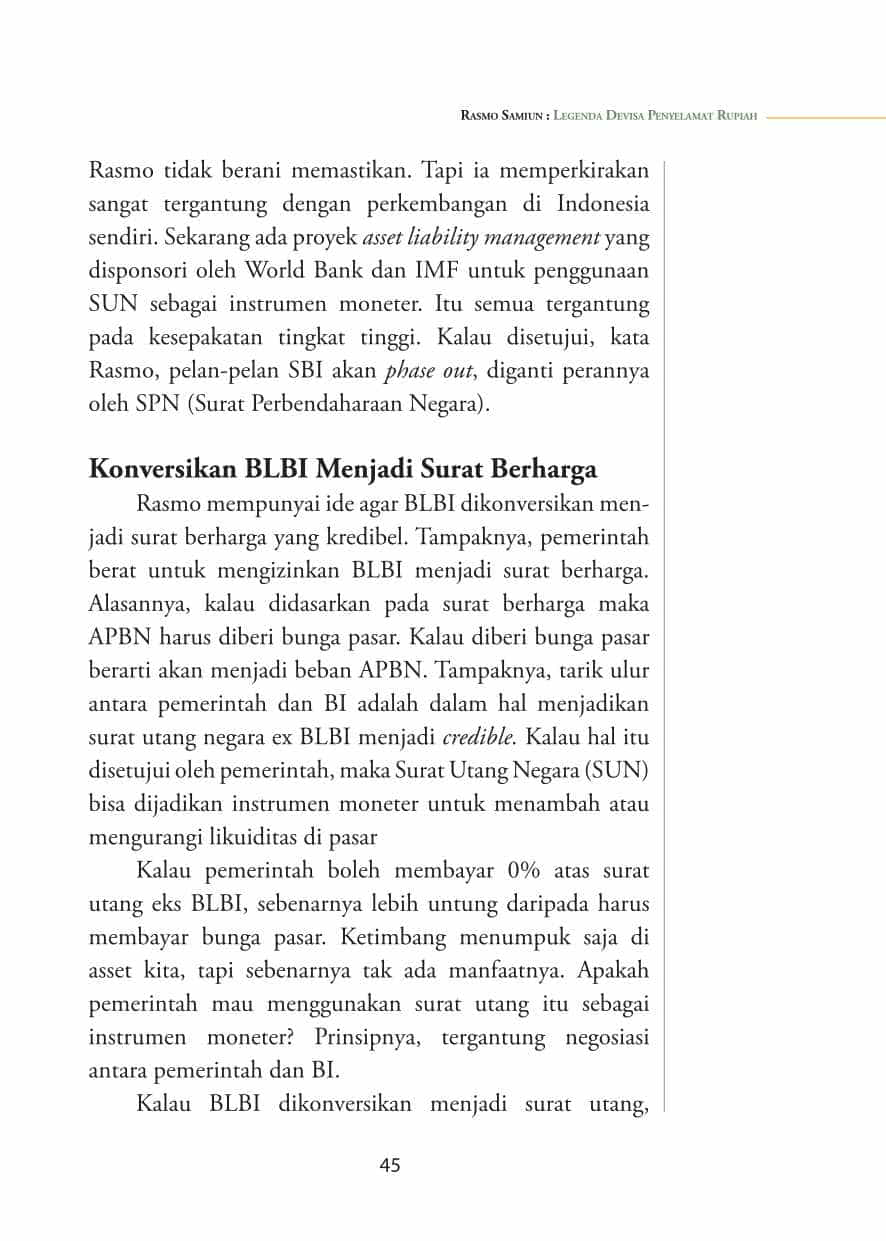 Rasmo Samiun : Legenda Devisa Penyelamat Rupiah
Rasmo tidak berani memastikan. Tapi ia memperkirakan
sangat tergantung dengan perkembangan di Indonesia
sendiri. Sekarang ada proyek asset liability management yang
disponsori oleh World Bank dan IMF untuk penggunaan
SUN sebagai instrumen moneter. Itu semua tergantung
pada kesepakatan tingkat tinggi. Kalau disetujui, kata
Rasmo, pelan-pelan SBI akan phase out, diganti perannya
oleh SPN (Surat Perbendaharaan Negara).
Konversikan BLBI Menjadi Surat Berharga
Rasmo mempunyai ide agar BLBI dikonversikan men-
jadi surat berharga yang kredibel. Tampaknya, pemerintah
berat untuk mengizinkan BLBI menjadi surat berharga.
Alasannya, kalau didasarkan pada surat berharga maka
APBN harus diberi bunga pasar. Kalau diberi bunga pasar
berarti akan menjadi beban APBN. Tampaknya, tarik ulur
antara pemerintah dan BI adalah dalam hal menjadikan
surat utang negara ex BLBI menjadi credible. Kalau hal itu
disetujui oleh pemerintah, maka Surat Utang Negara (SUN)
bisa dijadikan instrumen moneter untuk menambah atau
mengurangi likuiditas di pasar
Kalau pemerintah boleh membayar 0% atas surat
utang eks BLBI, sebenarnya lebih untung daripada harus
membayar bunga pasar. Ketimbang menumpuk saja di
asset kita, tapi sebenarnya tak ada manfaatnya. Apakah
pemerintah mau menggunakan surat utang itu sebagai
instrumen moneter? Prinsipnya, tergantung negosiasi
antara pemerintah dan BI.
Kalau BLBI dikonversikan menjadi surat utang,
45